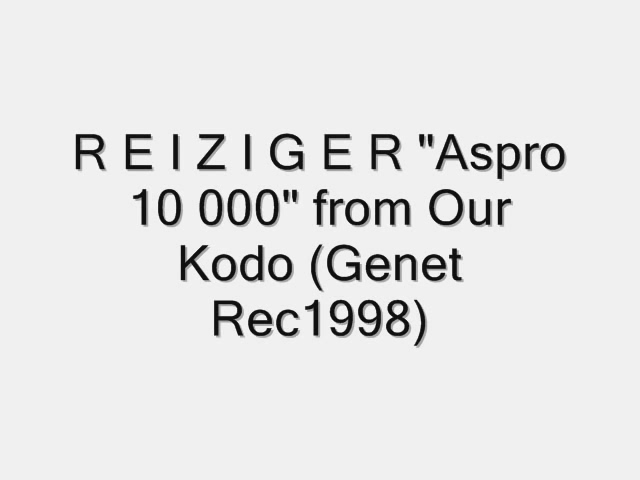 R E I Z I G E R "Aspro
10 000" from Our
Kodo (Genet
Rec1998)